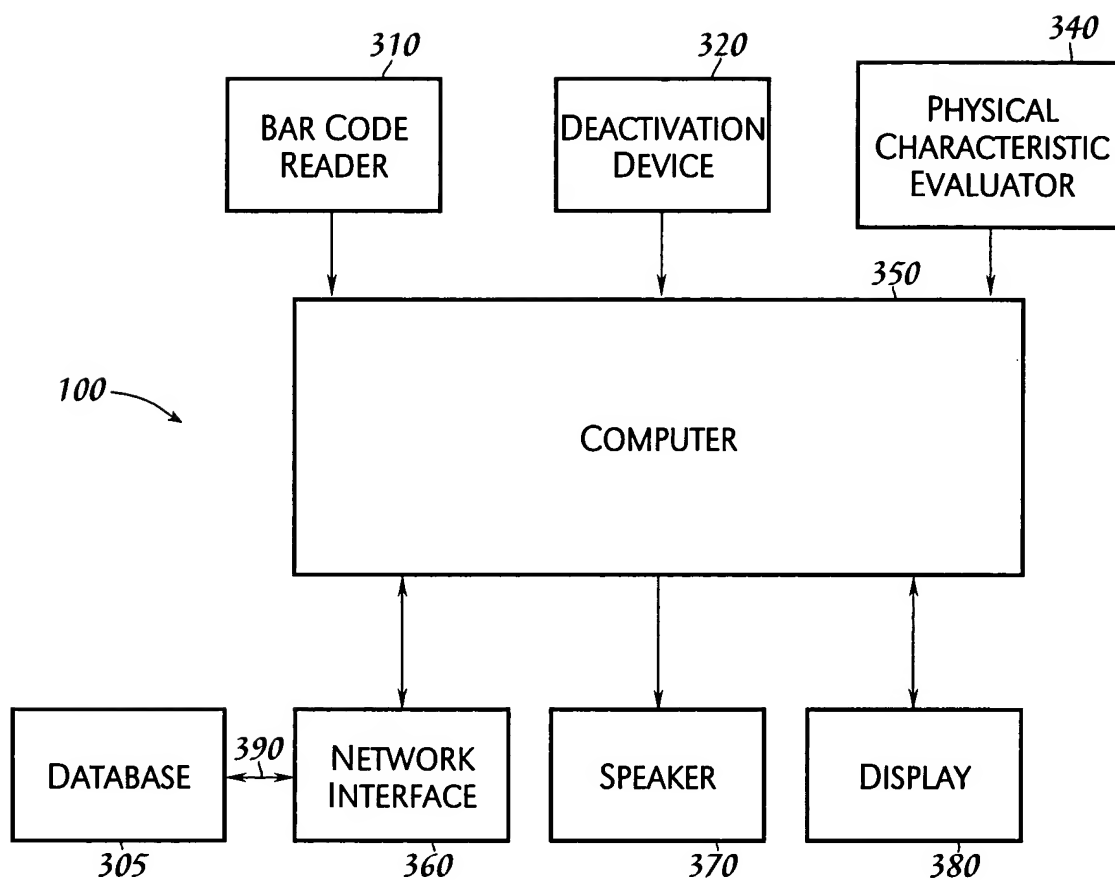 310
320
340
BAR CODE
READER
DEACTIVATION
DEVICE
PHYSICAL
CHARACTERISTIC
EVALUATOR
350
100
COMPUTER
390
DATABASE
NETWORK
INTERFACE
SPEAKER
DISPLAY
305
360
370
380